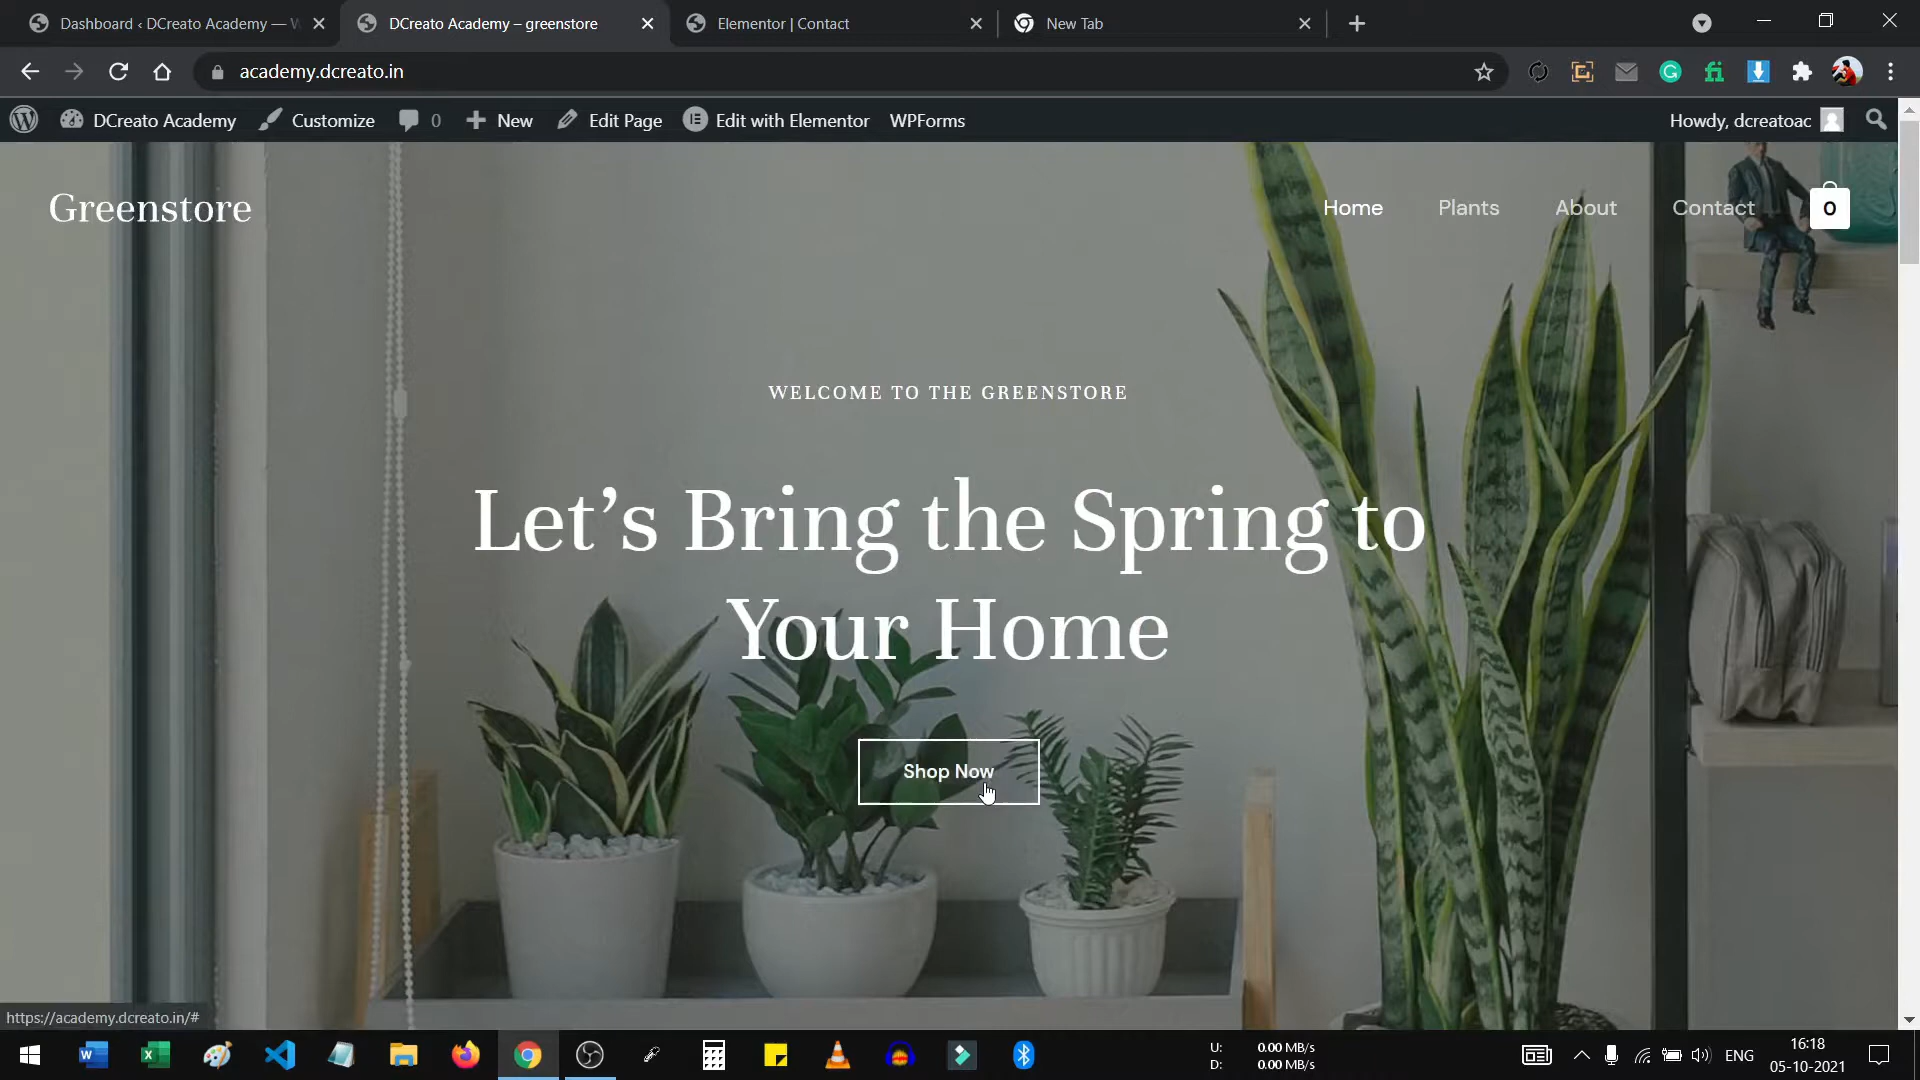 Dashboard ‹ DCreato Academy — W
DCreato Academy – greenstore
Elementor | Contact
New Tab
academy.dcreato.in
DCreato Academy
Customize
0
New
Edit Page
Edit with Elementor
WPForms
Howdy, dcreatoac
Greenstore
Home
Plants
About
Contact
0
WELCOME TO THE GREENSTORE
Let's Bring the Spring to
Your Home
Shop Now
https://academy.dcreato.in/#
U: 0.00 MB/s
D: 0.00 MB/s
ENG
16:18
05-10-2021